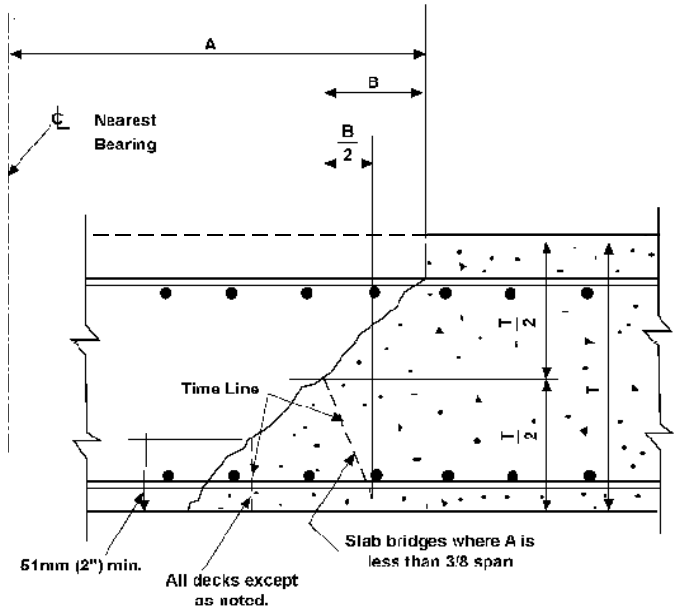 A
B
B
2
℄ Nearest
Bearing
T
2
T
T
2
Time Line
51mm (2") min.
Slab bridges where A is
less than 3/8 span
All decks except
as noted.